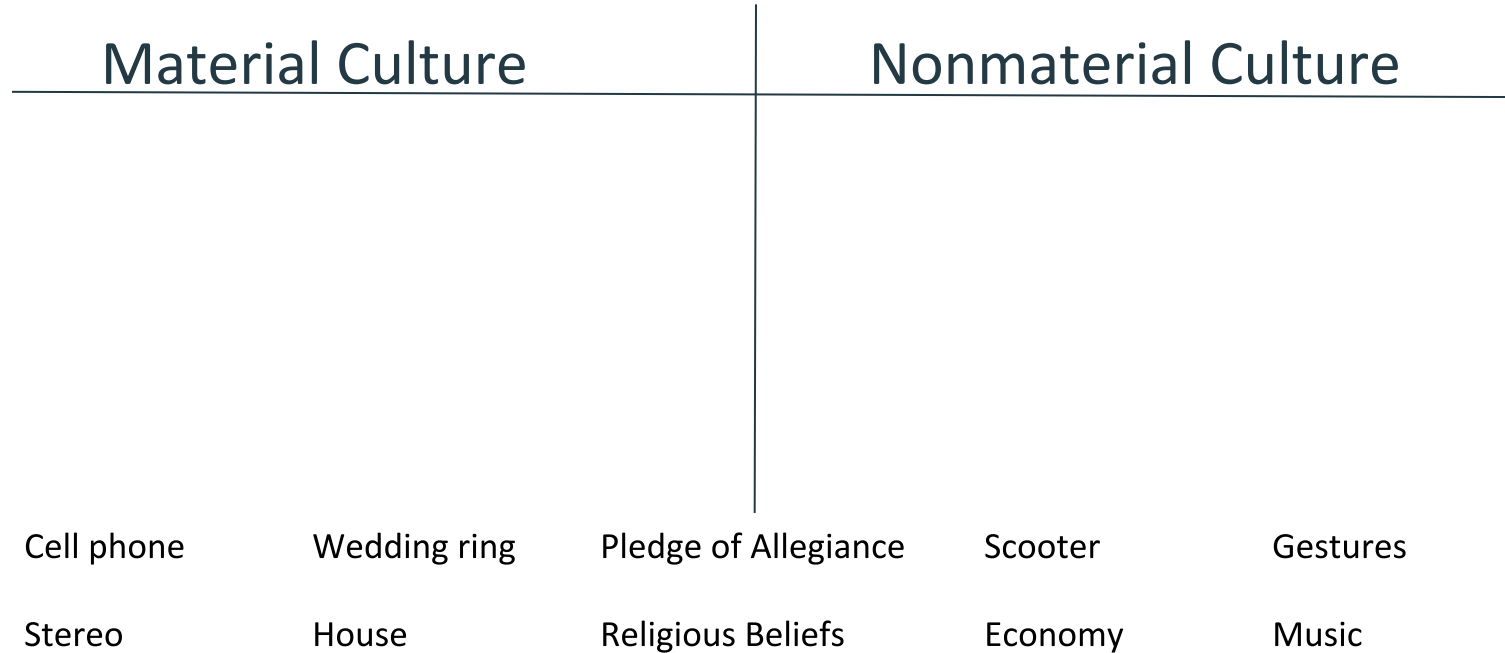 Material Culture Nonmaterial Culture
Cell phone Wedding ring Pledge of Allegiance Scooter Gestures
Stereo House Religious Beliefs Economy Music